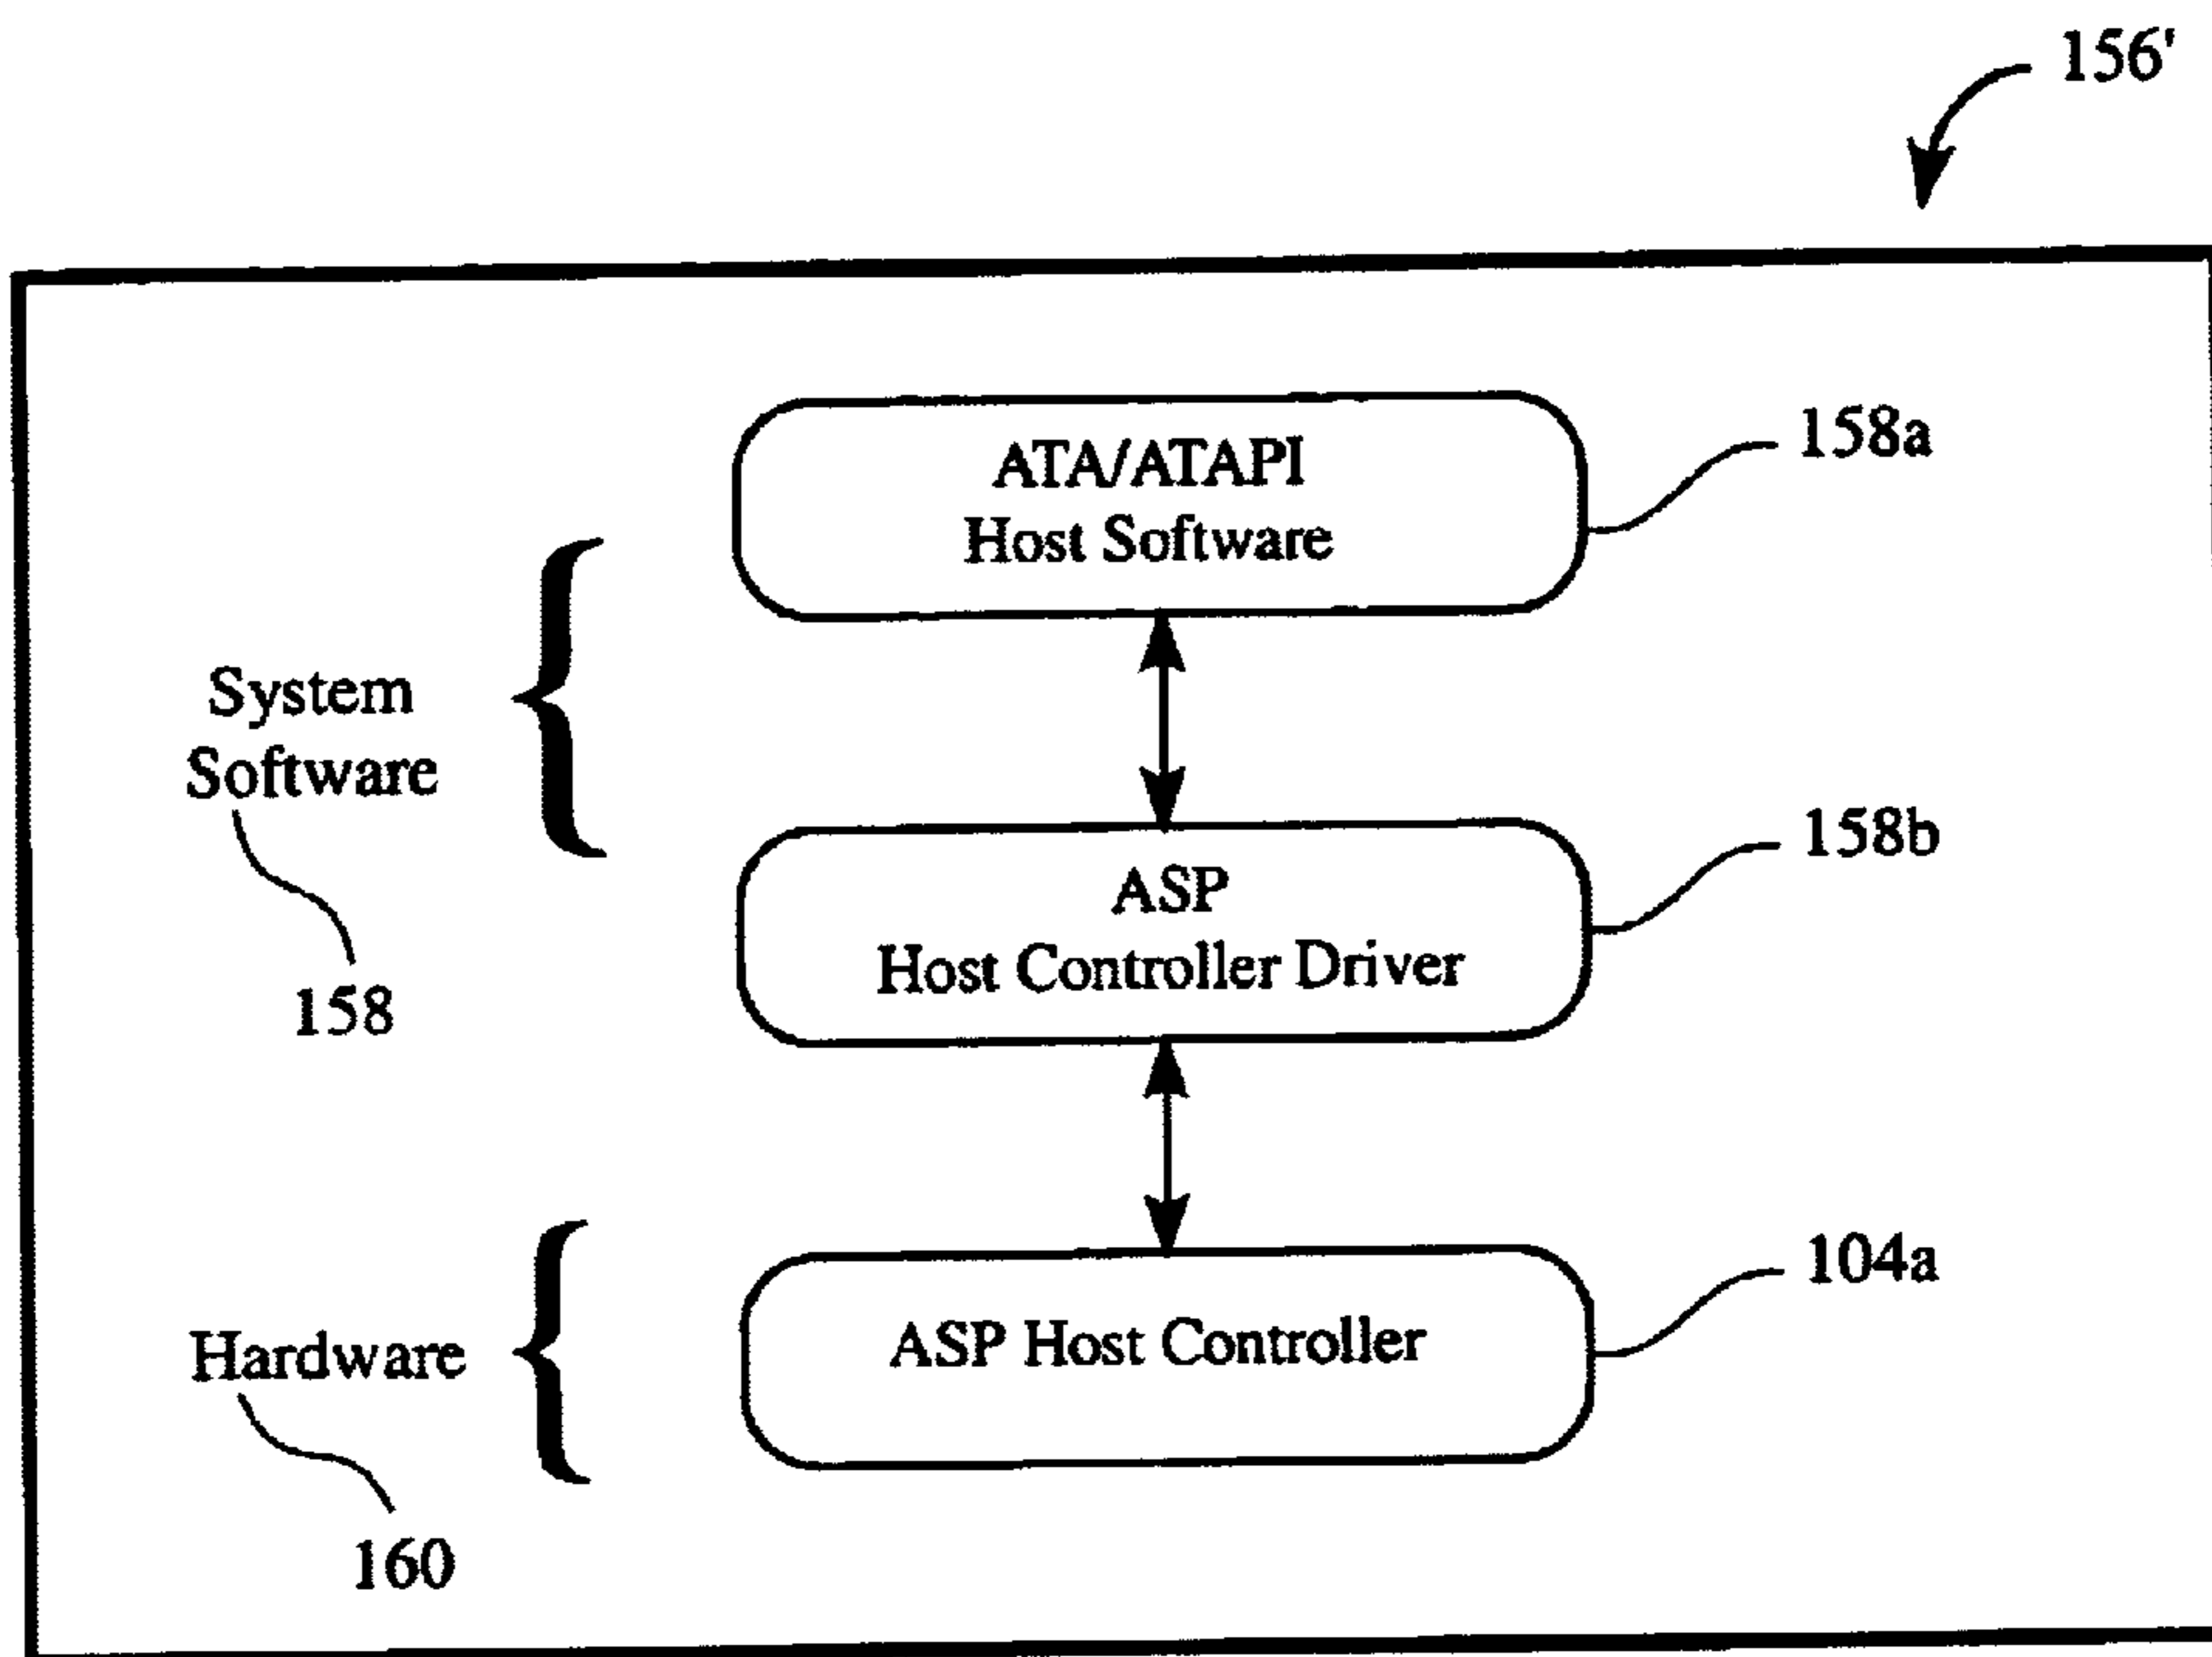 156'
ATA/ATAPI
Host Software
158a
System
Software
158
ASP
Host Controller Driver
158b
ASP Host Controller
104a
Hardware
160